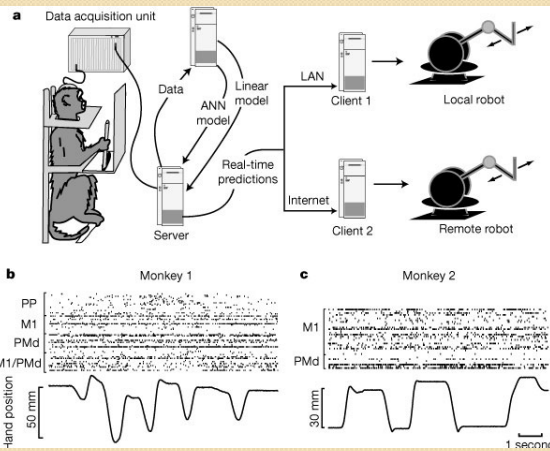 a
Data acquisition unit
Data
ANN
model
Linear
model
Real-time
predictions
Server
LAN
Client 1
Local robot
Internet
Client 2
Remote robot
b
Monkey 1
PP
M1
PMd
M1/PMd
Hand position
50 mm
c
Monkey 2
M1
PMd
30 mm
1 second